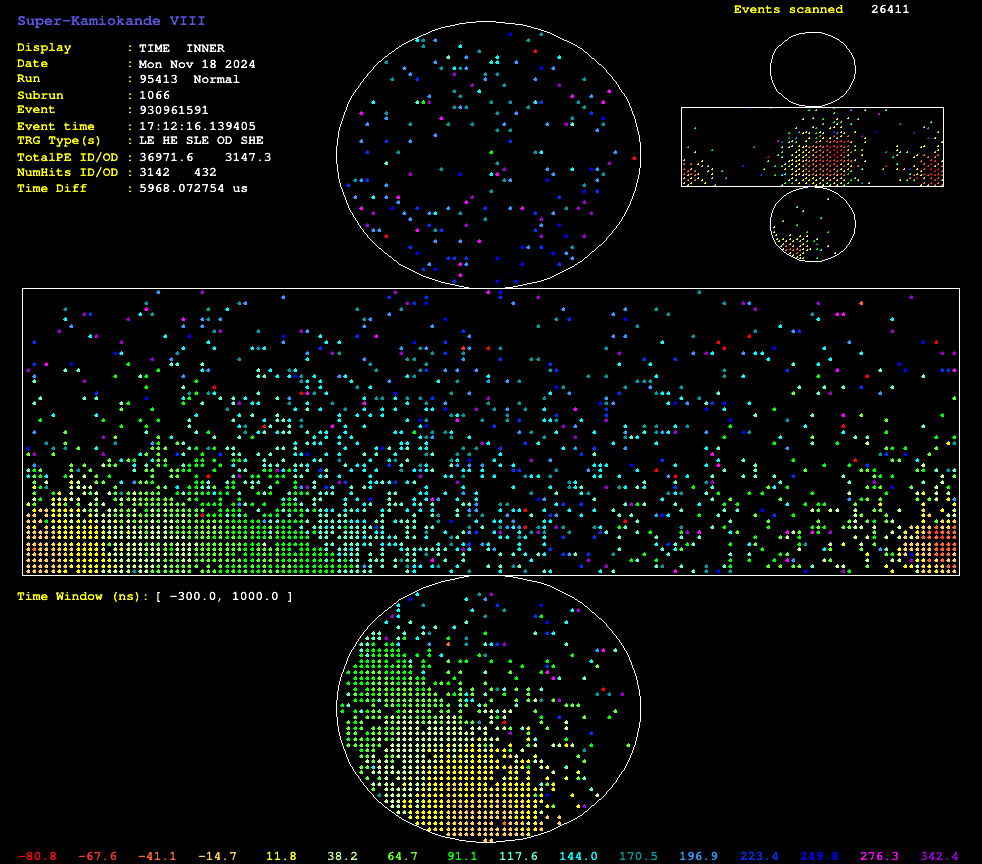 Super-Kamiokande VIII
Events scanned 26411
Display : TIME INNER
Date : Mon Nov 18 2024
Run : 95413 Normal
Subrun : 1066
Event : 930961591
Event time : 17:12:16.139405
TRG Type(s) : LE HE SLE OD SHE
TotalPE ID/OD : 36971.6 3147.3
NumHits ID/OD : 3142 432
Time Diff : 5968.072754 us
Time Window (ns): [ -300.0, 1000.0 ]
-80.8 -67.6 -41.1 -14.7 11.8 38.2 64.7 91.1 117.6 144.0 170.5 196.9 223.4 249.8 276.3 342.4